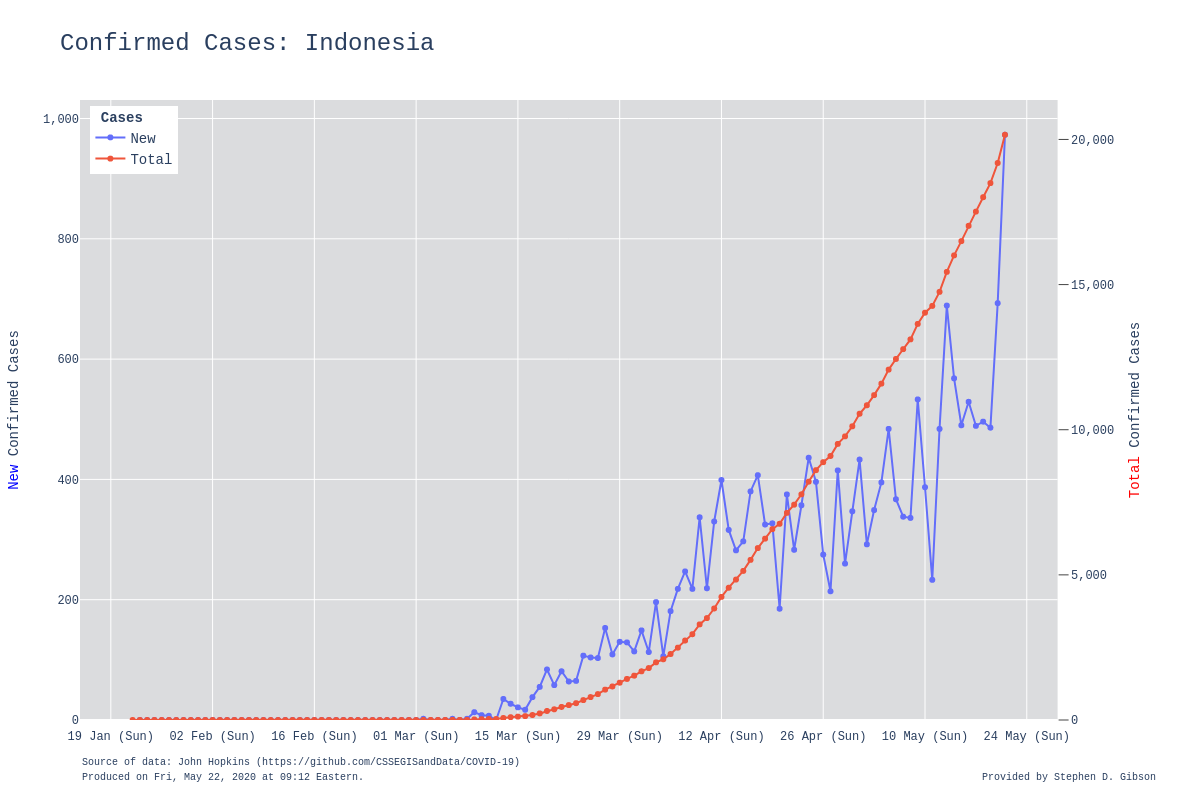 Confirmed Cases: Indonesia
Cases
New
Total
1,000
800
600
400
200
0
New Confirmed Cases
20,000
15,000
10,000
5,000
0
Total Confirmed Cases
19 Jan (Sun) 02 Feb (Sun) 16 Feb (Sun) 01 Mar (Sun) 15 Mar (Sun) 29 Mar (Sun) 12 Apr (Sun) 26 Apr (Sun) 10 May (Sun) 24 May (Sun)
Source of data: John Hopkins (https://github.com/CSSEGISandData/COVID-19)
Produced on Fri, May 22, 2020 at 09:12 Eastern.
Provided by Stephen D. Gibson